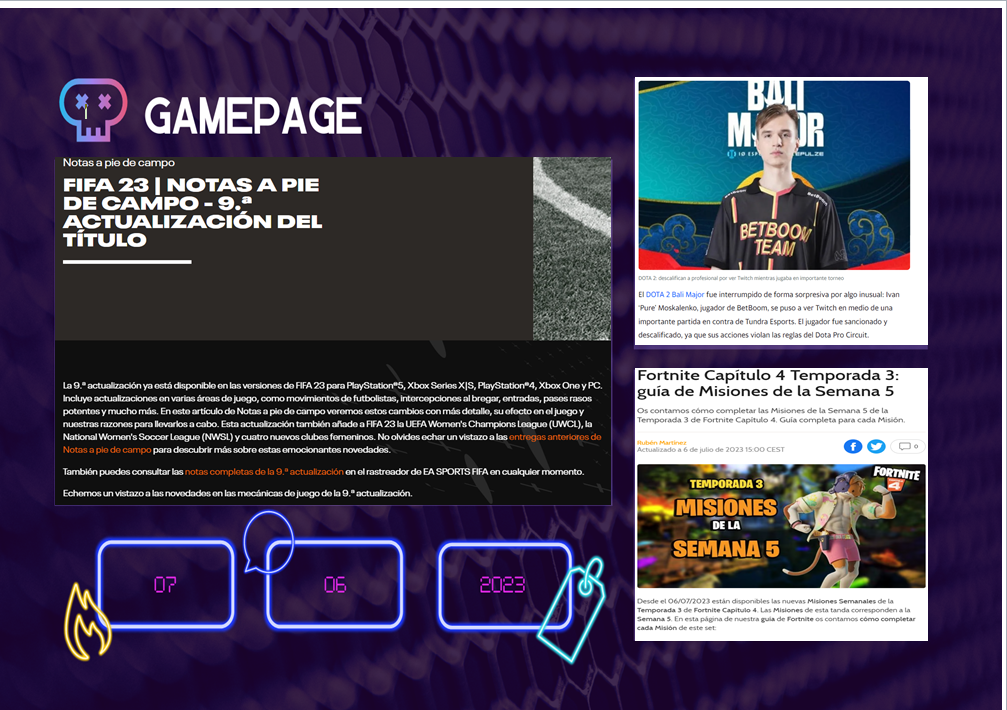 GAMEPAGE
Notas a pie de campo
FIFA 23 | NOTAS A PIE
DE CAMPO - 9.ª
ACTUALIZACIÓN DEL
TÍTULO
La 9.ª actualización ya está disponible en las versiones de FIFA 23 para PlayStation®5, Xbox Series X|S, PlayStation®4, Xbox One y PC.
Incluye actualizaciones en varias áreas de juego, como movimientos de futbolistas, intercepciones al bregar, entradas, pases rasos
potentes y mucho más. En este artículo de Notas a pie de campo veremos estos cambios con más detalle, su efecto en el juego y
nuestras razones para llevarlos a cabo. Esta actualización también añade a FIFA 23 la UEFA Women's Champions League (UWCL), la
National Women's Soccer League (NWSL) y cuatro nuevos clubes femeninos. No olvides echar un vistazo a las entregas anteriores de
Notas a pie de campo para descubrir más sobre estas emocionantes novedades.
También puedes consultar las notas completas de la 9.ª actualización en el rastreador de EA SPORTS FIFA en cualquier momento.
Echemos un vistazo a las novedades en las mecánicas de juego de la 9.ª actualización.
07
06
2023
BALI
MAJOR
BETBOOM
TEAM
DOTA 2: descalifican a profesional por ver Twitch mientras jugaba en importante torneo
El DOTA 2 Bali Major fue interrumpido de forma sorpresiva por algo inusual: Ivan
'Pure' Moskalenko, jugador de BetBoom, se puso a ver Twitch en medio de una
importante partida en contra de Tundra Esports. El jugador fue sancionado y
descalificado, ya que sus acciones violan las reglas del Dota Pro Circuit.
Fortnite Capítulo 4 Temporada 3:
guía de Misiones de la Semana 5
Os contamos cómo completar las Misiones de la Semana 5 de la
Temporada 3 de Fortnite Capítulo 4. Guía completa para cada Misión.
Rubén Martínez
Actualizado a 6 de julio de 2023 15:00 CEST
0
FORTNITE
4
TEMPORADA 3
MISIONES
DE LA
SEMANA 5
Desde el 06/07/2023 están disponibles las nuevas Misiones Semanales de la
Temporada 3 de Fortnite Capítulo 4. Las Misiones de esta tanda corresponden a la
Semana 5. En esta página de nuestra guía de Fortnite os contamos cómo completar
cada Misión de este set: